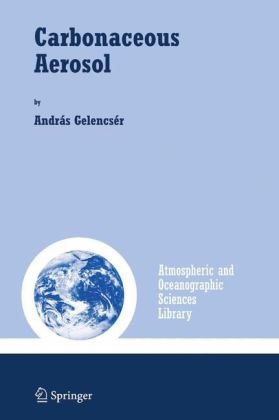 Carbonaceous
Aerosol
by
András Gelencsér
Atmospheric and
Oceanographic
Sciences
Library
Springer